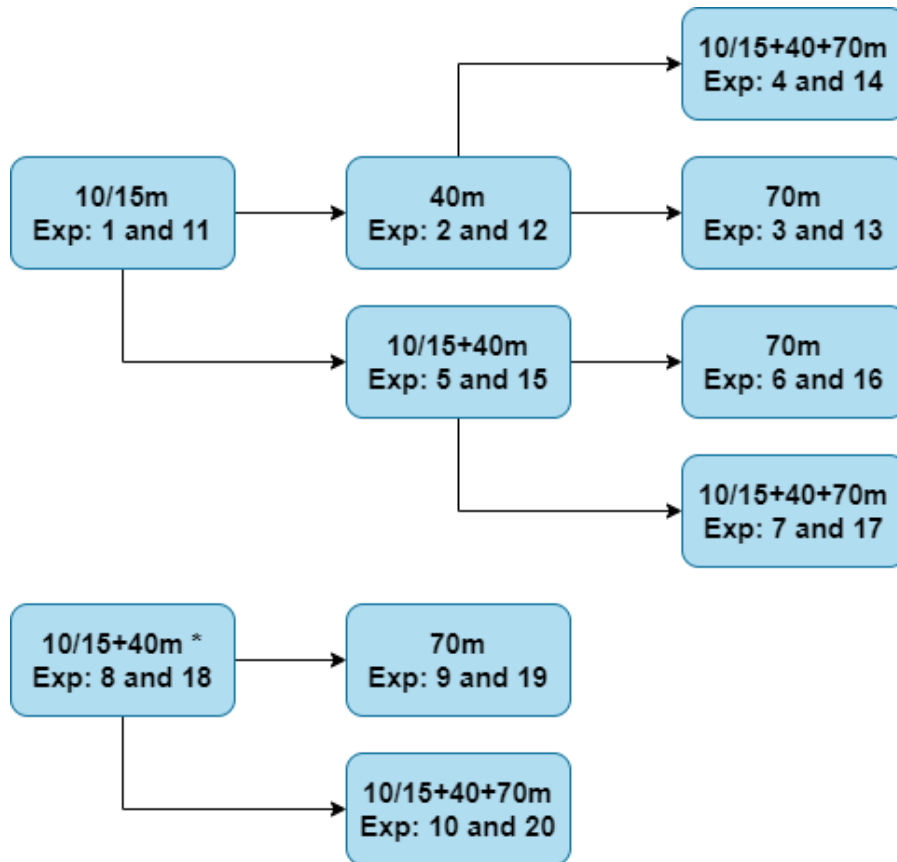 10/15+40+70m
Exp: 4 and 14
10/15m
Exp: 1 and 11
40m
Exp: 2 and 12
70m
Exp: 3 and 13
10/15+40m
Exp: 5 and 15
70m
Exp: 6 and 16
10/15+40+70m
Exp: 7 and 17
10/15+40m *
Exp: 8 and 18
70m
Exp: 9 and 19
10/15+40+70m
Exp: 10 and 20